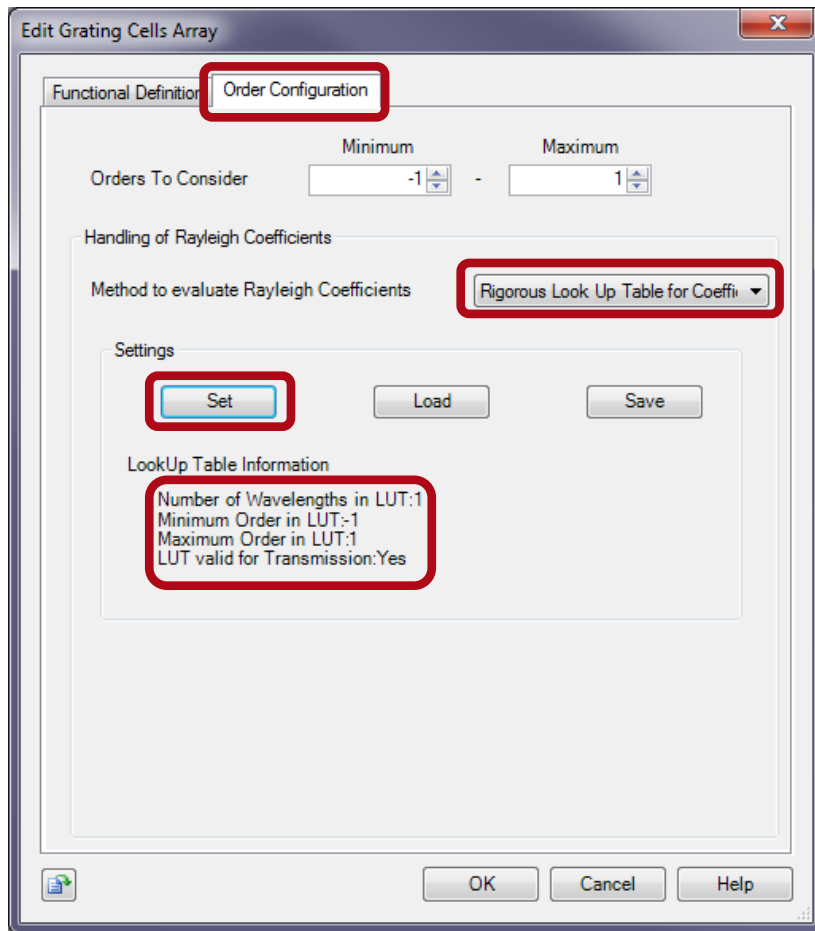 Edit Grating Cells Array
Functional Definition Order Configuration
Minimum Maximum
Orders To Consider -1 - 1
Handling of Rayleigh Coefficients
Method to evaluate Rayleigh Coefficients Rigorous Look Up Table for Coeffi
Settings
Set Load Save
LookUp Table Information
Number of Wavelengths in LUT:1
Minimum Order in LUT:-1
Maximum Order in LUT:1
LUT valid for Transmission:Yes
OK Cancel Help